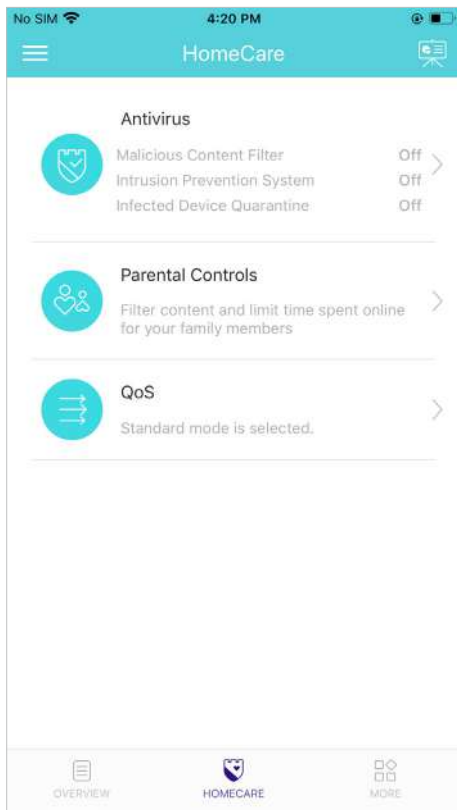 No SIM 4:20 PM
HomeCare
Antivirus
Malicious Content Filter Off
Intrusion Prevention System Off
Infected Device Quarantine Off
Parental Controls
Filter content and limit time spent online
for your family members
QoS
Standard mode is selected.
OVERVIEW HOMECARE MORE